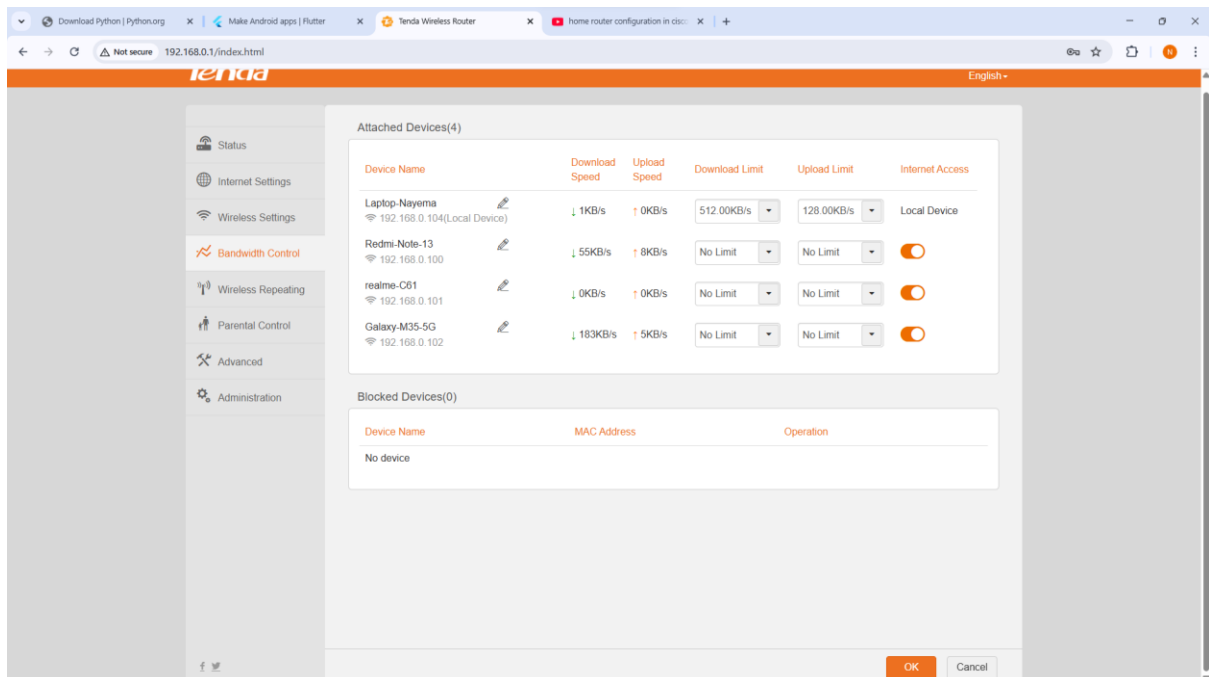 Download Python | Python.org
Make Android apps | Flutter
Tenda Wireless Router
home router configuration in cisc
Not secure 192.168.0.1/index.html
N
Tenda
English
Status
Internet Settings
Wireless Settings
Bandwidth Control
Wireless Repeating
Parental Control
Advanced
Administration
Attached Devices(4)
Device Name Download Speed Upload Speed Download Limit Upload Limit Internet Access
Laptop-Nayema
192.168.0.104(Local Device)
↓ 1KB/s ↑ 0KB/s 512.00KB/s 128.00KB/s Local Device
Redmi-Note-13
192.168.0.100
↓ 55KB/s ↑ 8KB/s No Limit No Limit
realme-C61
192.168.0.101
↓ 0KB/s ↑ 0KB/s No Limit No Limit
Galaxy-M35-5G
192.168.0.102
↓ 183KB/s ↑ 5KB/s No Limit No Limit
Blocked Devices(0)
Device Name MAC Address Operation
No device
OK Cancel